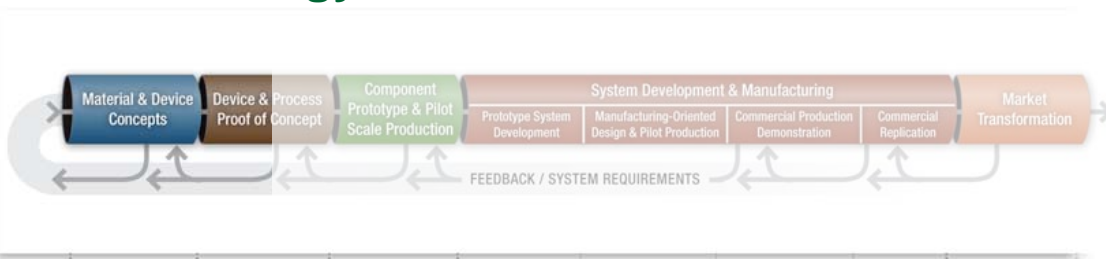 gy
Material & Device
Concepts
Device & Process
Proof of Concept
Component
Prototype & Pilot
Scale Production
System Development & Manufacturing
Prototype System
Development
Manufacturing-Oriented
Design & Pilot Production
Commercial Production
Demonstration
Commercial
Replication
Market
Transformation
FEEDBACK / SYSTEM REQUIREMENTS